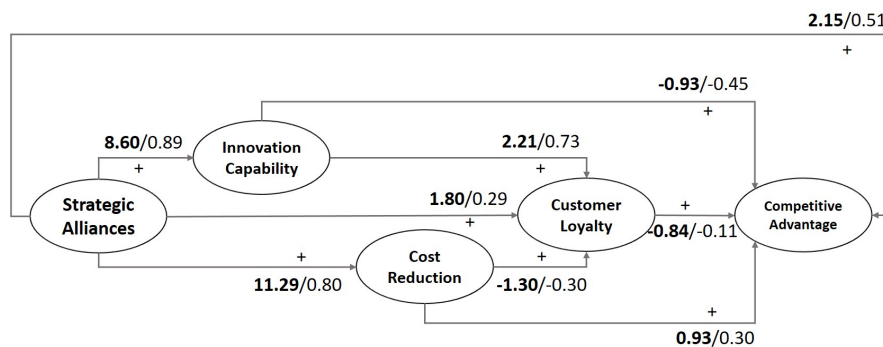 2.15/0.51
+
-0.93/-0.45
+
8.60/0.89
+
Innovation
Capability
2.21/0.73
+
Strategic
Alliances
1.80/0.29
+
Customer
Loyalty
+
-0.84/-0.11
Competitive
Advantage
+
11.29/0.80
Cost
Reduction
+
-1.30/-0.30
+
0.93/0.30